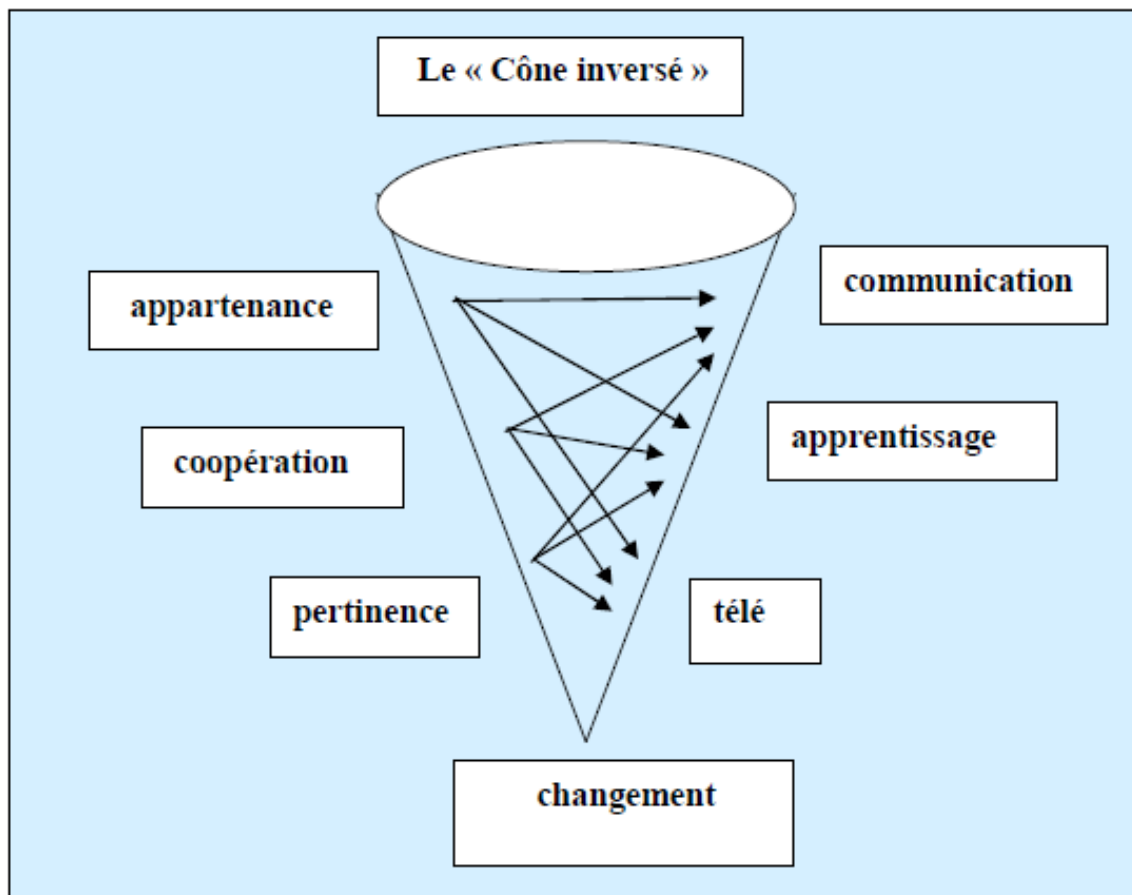 Le « Cône inversé »
communication
appartenance
apprentissage
coopération
pertinence
télé
changement